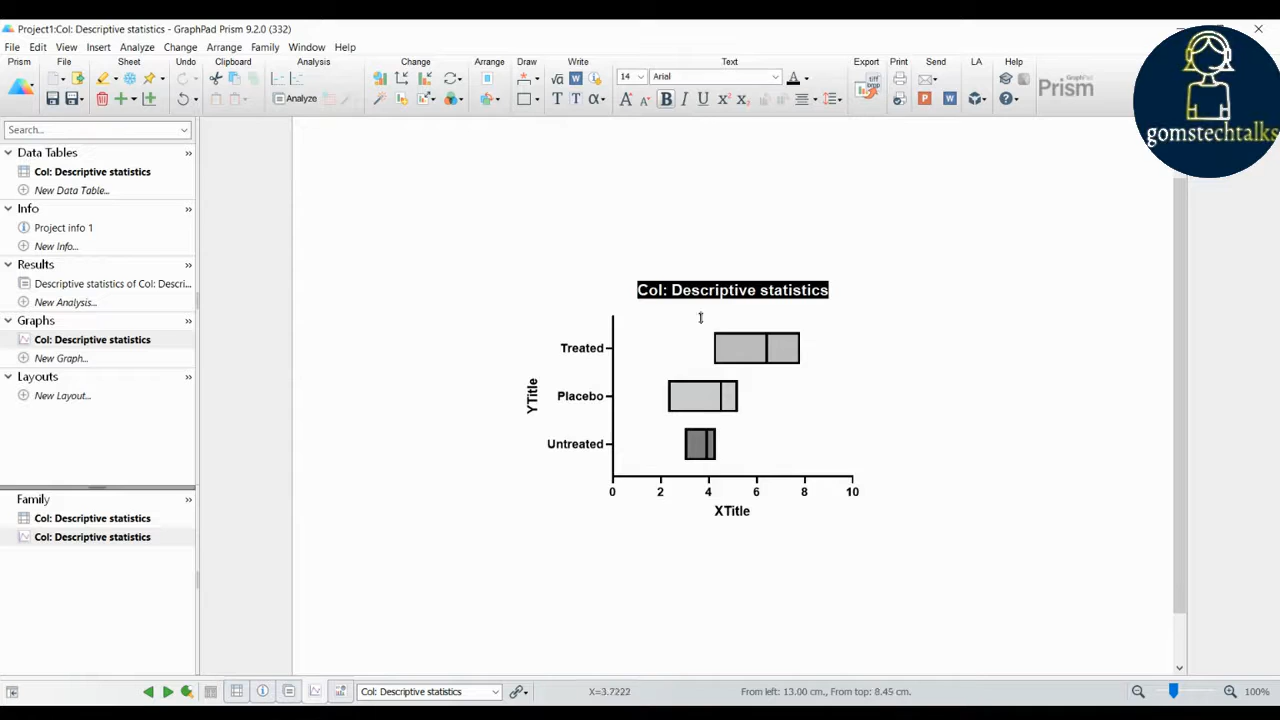 Project1:Col: Descriptive statistics - GraphPad Prism 9.2.0 (332)
File Edit View Insert Analyze Change Arrange Family Window Help
Prism File Sheet Undo Clipboard Analysis Change Arrange Draw Write Text Export Print Send LA Help
14 Arial
Analyze
GraphPad
Prism
gomstechtalks
Search...
Data Tables
Col: Descriptive statistics
New Data Table...
Info
Project info 1
New Info...
Results
Descriptive statistics of Col: Descri...
New Analysis...
Graphs
Col: Descriptive statistics
New Graph...
Layouts
New Layout...
Family
Col: Descriptive statistics
Col: Descriptive statistics
Col: Descriptive statistics
Treated
Placebo
Untreated
YTitle
0 2 4 6 8 10
XTitle
Col: Descriptive statistics
X=3.7222
From left: 13.00 cm., From top: 8.45 cm.
100%